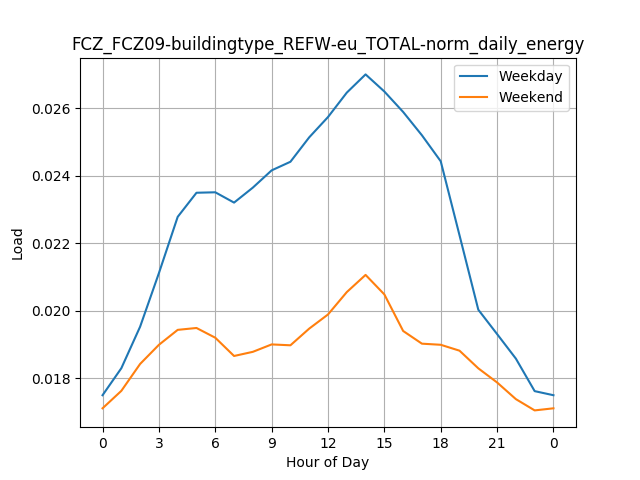 FCZ_FCZ09-buildingtype_REFW-eu_TOTAL-norm_daily_energy
Weekday
Weekend
0.026
0.024
0.022
0.020
0.018
Load
0 3 6 9 12 15 18 21 0
Hour of Day